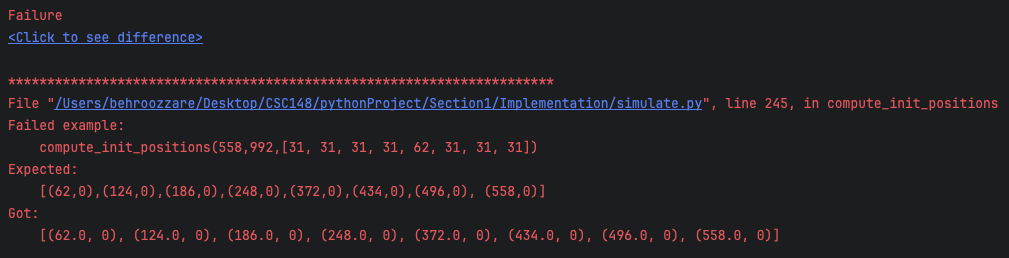 Failure
<Click to see difference>
**********************************************************************
File "/Users/behroozzare/Desktop/CSC148/pythonProject/Section1/Implementation/simulate.py", line 245, in compute_init_positions
Failed example:
    compute_init_positions(558,992,[31, 31, 31, 31, 62, 31, 31, 31])
Expected:
    [(62,0),(124,0),(186,0),(248,0),(372,0),(434,0),(496,0), (558,0)]
Got:
    [(62.0, 0), (124.0, 0), (186.0, 0), (248.0, 0), (372.0, 0), (434.0, 0), (496.0, 0), (558.0, 0)]